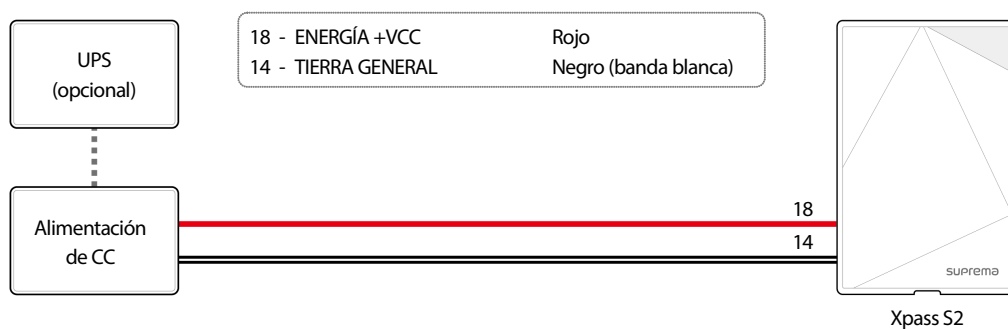 UPS
(opcional)
18 - ENERGÍA +VCC Rojo
14 - TIERRA GENERAL Negro (banda blanca)
Alimentación
de CC
18
14
suprema
Xpass S2